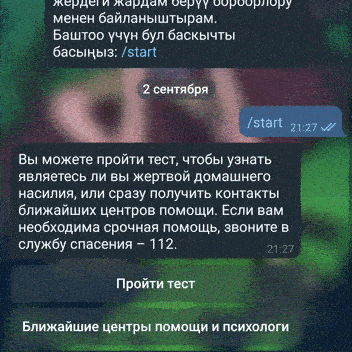 жердеги жардам берүү борборлору
менен байланыштырам.
Баштоо үчүн бул баскычты
басыңыз: /start
2 сентября
/start 21:27
Вы можете пройти тест, чтобы узнать
являетесь ли вы жертвой домашнего
насилия, или сразу получить контакты
ближайших центров помощи. Если вам
необходима срочная помощь, звоните в
службу спасения – 112.
21:27
Пройти тест
Ближайшие центры помощи и психологи